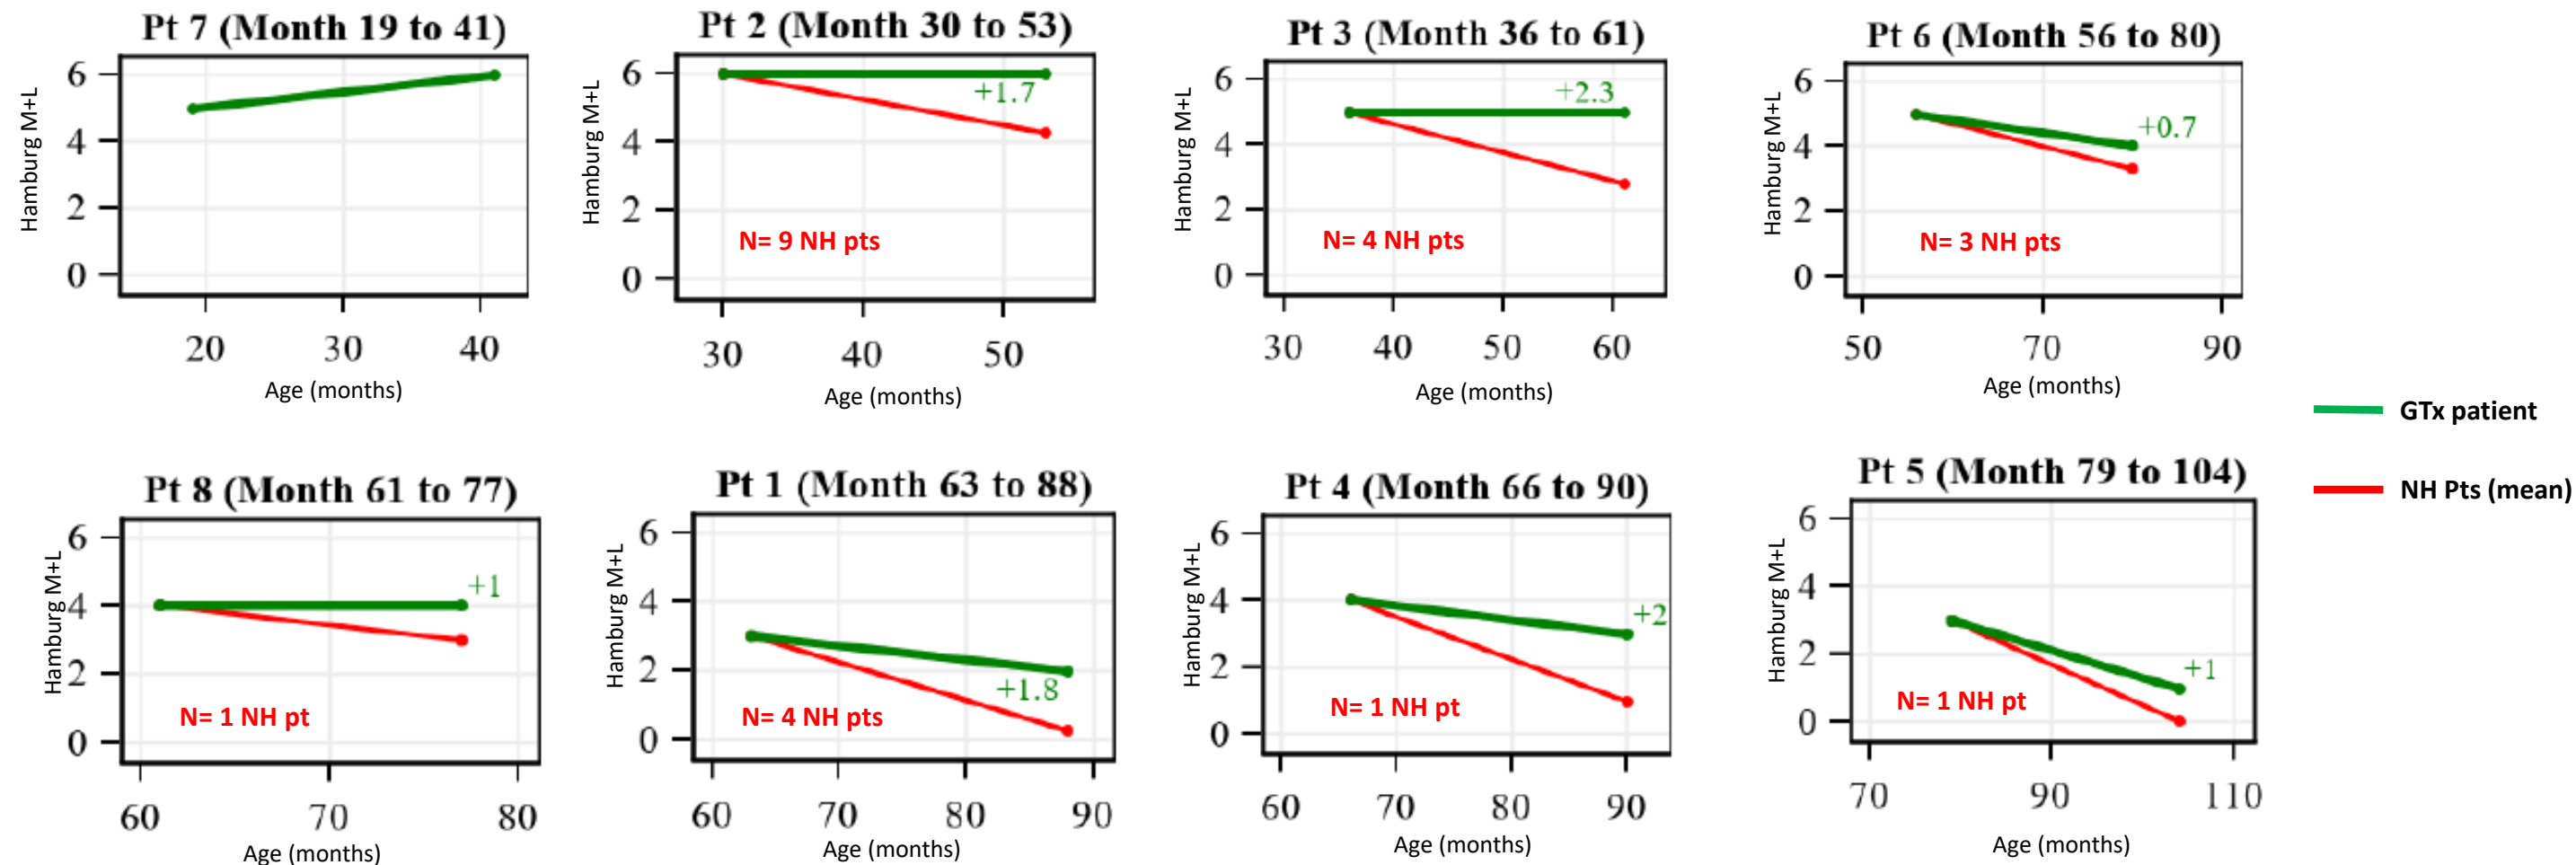 Pt 7 (Month 19 to 41)
Hamburg M+L
6
4
2
0
20 30 40
Age (months)
Pt 2 (Month 30 to 53)
Hamburg M+L
6
4
2
0
+1.7
N= 9 NH pts
30 40 50
Age (months)
Pt 3 (Month 36 to 61)
Hamburg M+L
6
4
2
0
+2.3
N= 4 NH pts
30 40 50 60
Age (months)
Pt 6 (Month 56 to 80)
Hamburg M+L
6
4
2
0
+0.7
N= 3 NH pts
50 70 90
Age (months)
GTx patient
NH Pts (mean)
Pt 8 (Month 61 to 77)
Hamburg M+L
6
4
2
0
+1
N= 1 NH pt
60 70 80
Age (months)
Pt 1 (Month 63 to 88)
Hamburg M+L
6
4
2
0
+1.8
N= 4 NH pts
60 70 80 90
Age (months)
Pt 4 (Month 66 to 90)
Hamburg M+L
6
4
2
0
+2
N= 1 NH pt
60 70 80 90
Age (months)
Pt 5 (Month 79 to 104)
Hamburg M+L
6
4
2
0
+1
N= 1 NH pt
70 90 110
Age (months)